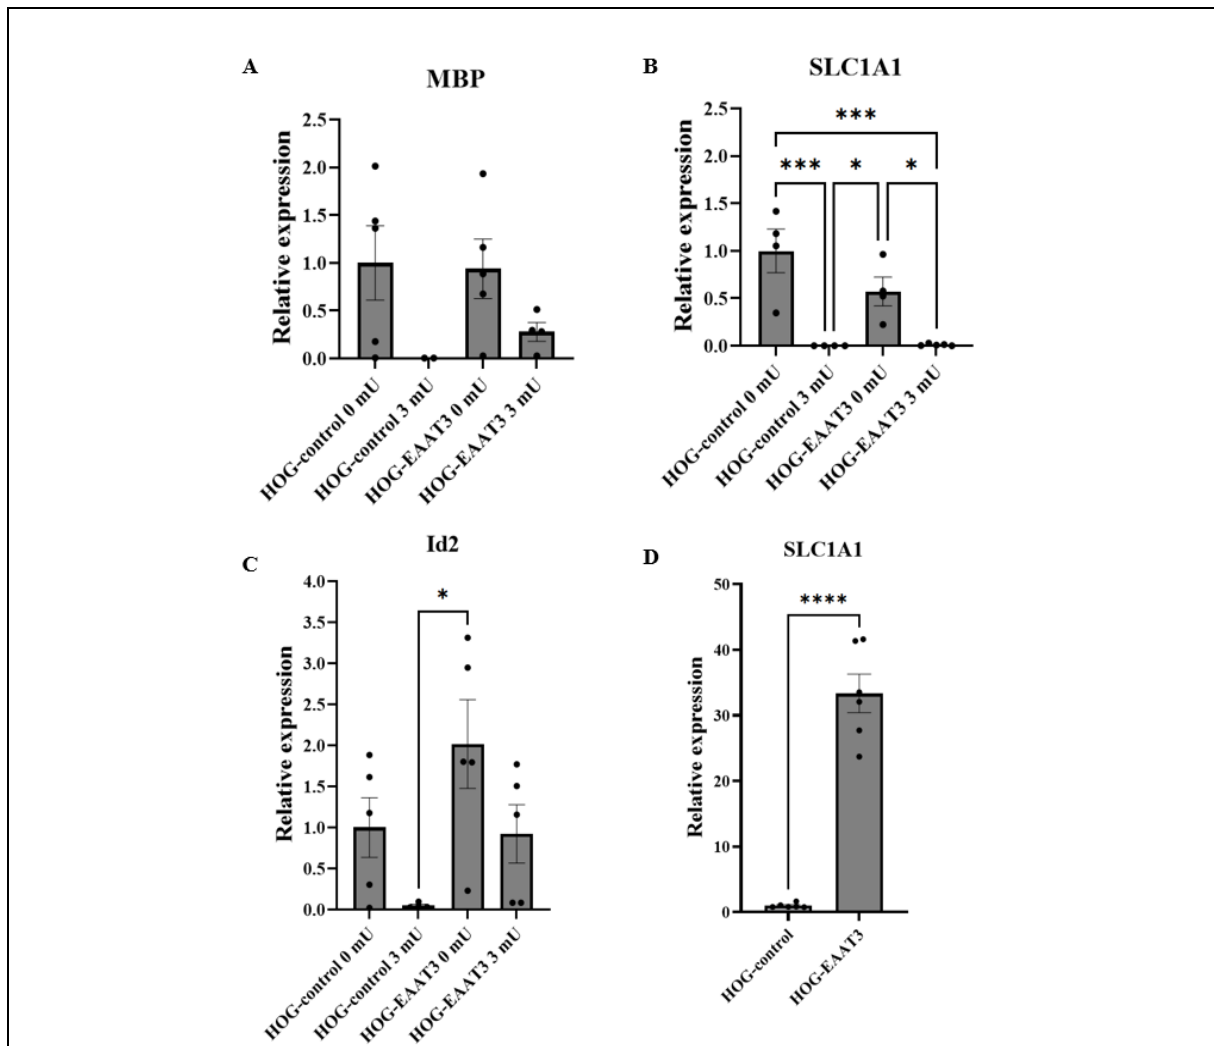 A
MBP
Relative expression
2.5
2.0
1.5
1.0
0.5
0.0
HOG-control 0 mU
HOG-control 3 mU
HOG-EAAT3 0 mU
HOG-EAAT3 3 mU
B
SLC1A1
Relative expression
2.5
2.0
1.5
1.0
0.5
0.0
***
***
*
*
HOG-control 0 mU
HOG-control 3 mU
HOG-EAAT3 0 mU
HOG-EAAT3 3 mU
C
Id2
Relative expression
4.0
3.5
3.0
2.5
2.0
1.5
1.0
0.5
0.0
*
HOG-control 0 mU
HOG-control 3 mU
HOG-EAAT3 0 mU
HOG-EAAT3 3 mU
D
SLC1A1
Relative expression
50
40
30
20
10
0
****
HOG-control
HOG-EAAT3